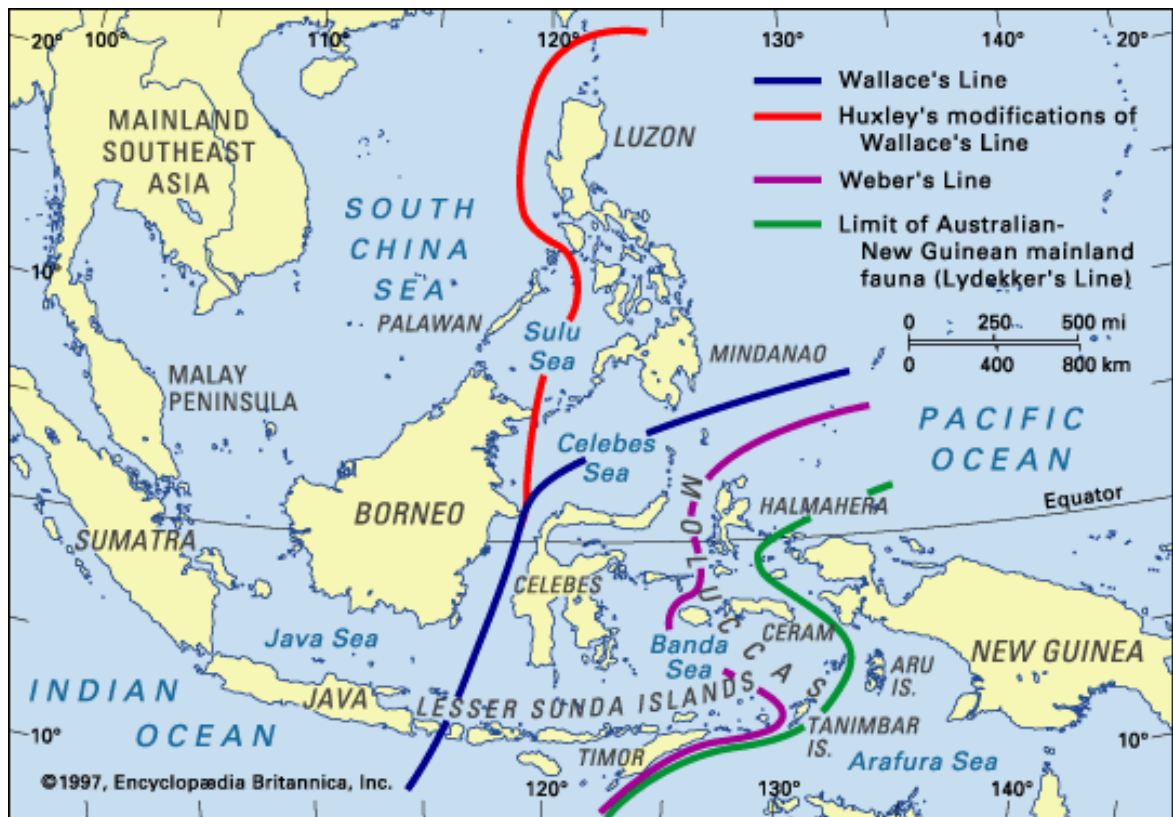 20°
100°
110°
120°
130°
140°
20°
Wallace's Line
Huxley's modifications of
Wallace's Line
Weber's Line
Limit of Australian-
New Guinean mainland
fauna (Lydekker's Line)
MAINLAND
SOUTHEAST
ASIA
LUZON
SOUTH
CHINA
SEA
10°
PALAWAN
Sulu
Sea
0 250 500 mi
0 400 800 km
MINDANAO
MALAY
PENINSULA
PACIFIC
OCEAN
Celebes
Sea
BORNEO
MOLUCCAS
HALMAHERA
Equator
SUMATRA
CELEBES
Java Sea
Banda
Sea
CERAM
NEW GUINEA
ARU
IS.
INDIAN
OCEAN
JAVA
LESSER SUNDA ISLANDS
TANIMBAR
IS.
10°
TIMOR
Arafura Sea
10°
©1997, Encyclopædia Britannica, Inc.
120°
130°
140°